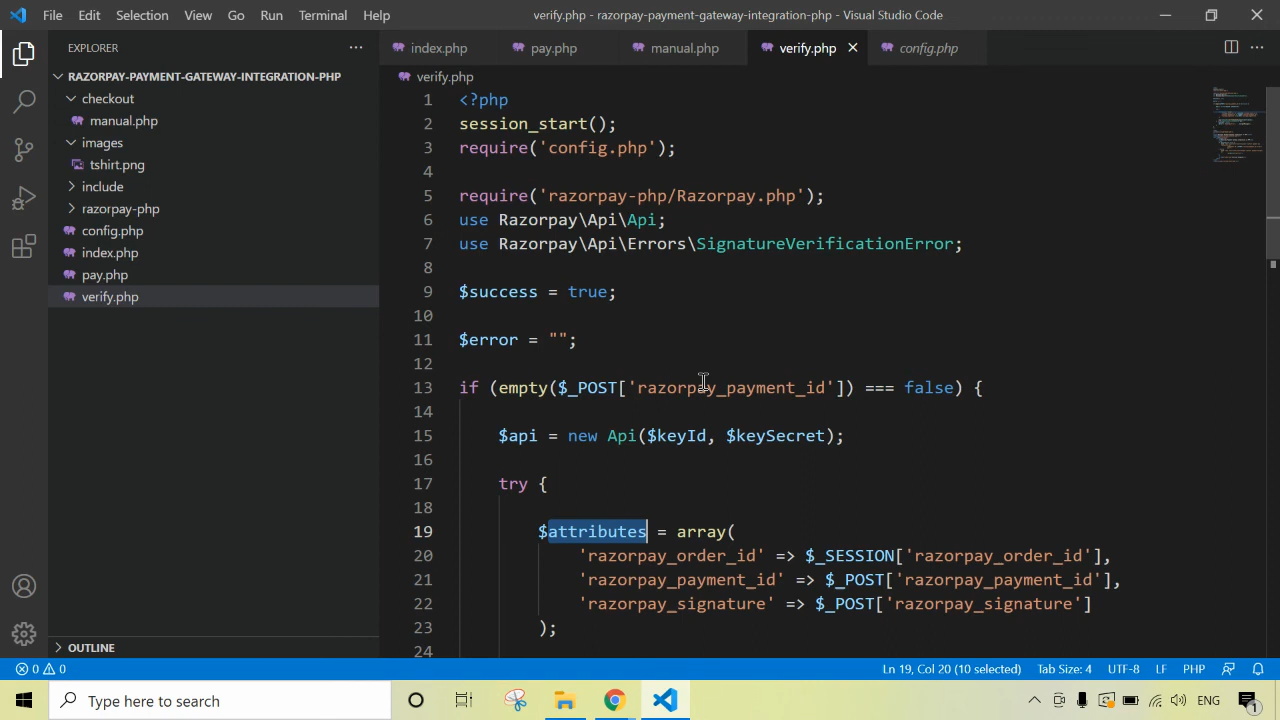 File Edit Selection View Go Run Terminal Help verify.php - razorpay-payment-gateway-integration-php - Visual Studio Code
EXPLORER
index.php pay.php manual.php verify.php config.php
RAZORPAY-PAYMENT-GATEWAY-INTEGRATION-PHP
checkout
manual.php
images
tshirt.png
include
razorpay-php
config.php
index.php
pay.php
verify.php
OUTLINE
verify.php
1 <?php
2 session_start();
3 require('config.php');
4
5 require('razorpay-php/Razorpay.php');
6 use Razorpay\Api\Api;
7 use Razorpay\Api\Errors\SignatureVerificationError;
8
9 $success = true;
10
11 $error = "";
12
13 if (empty($_POST['razorpay_payment_id']) === false) {
14
15 $api = new Api($keyId, $keySecret);
16
17 try {
18
19 $attributes = array(
20 'razorpay_order_id' => $_SESSION['razorpay_order_id'],
21 'razorpay_payment_id' => $_POST['razorpay_payment_id'],
22 'razorpay_signature' => $_POST['razorpay_signature']
23 );
24
0 0 Ln 19, Col 20 (10 selected) Tab Size: 4 UTF-8 LF PHP
Type here to search ENG 1